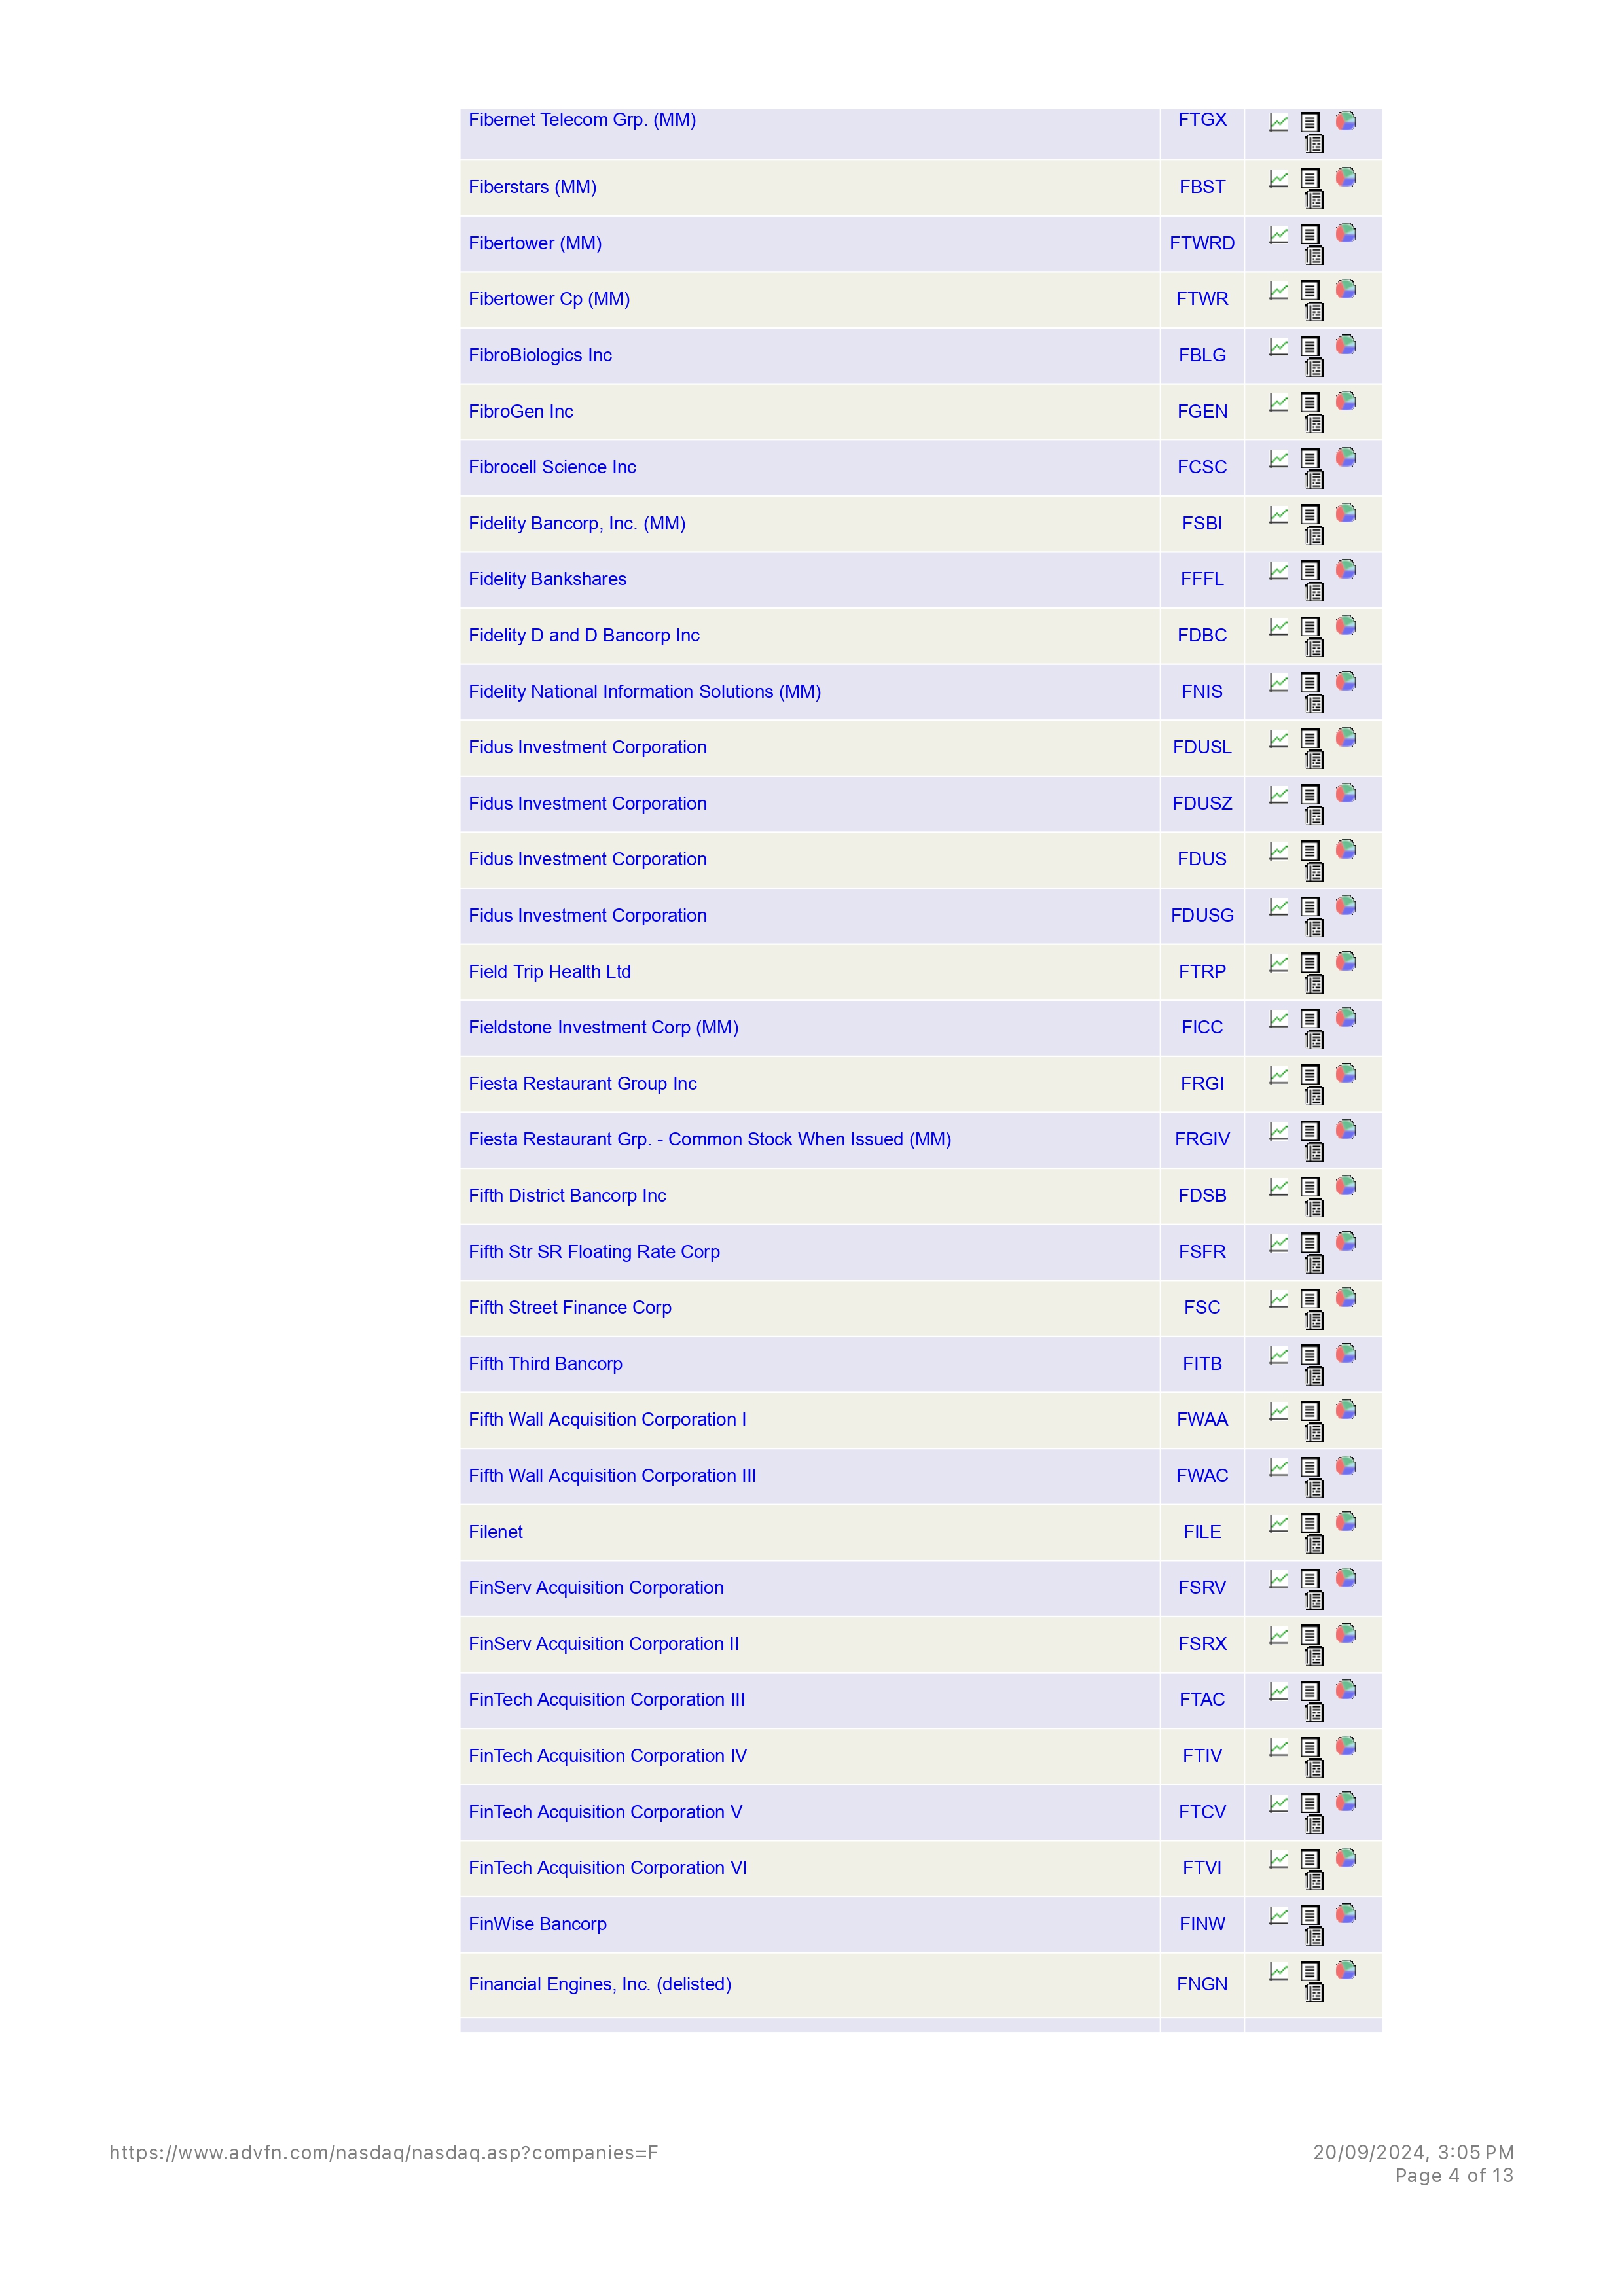 Fibernet Telecom Grp. (MM) FTGX
Fiberstars (MM) FBST
Fibertower (MM) FTWRD
Fibertower Cp (MM) FTWR
FibroBiologics Inc FBLG
FibroGen Inc FGEN
Fibrocell Science Inc FCSC
Fidelity Bancorp, Inc. (MM) FSBI
Fidelity Bankshares FFFL
Fidelity D and D Bancorp Inc FDBC
Fidelity National Information Solutions (MM) FNIS
Fidus Investment Corporation FDUSL
Fidus Investment Corporation FDUSZ
Fidus Investment Corporation FDUS
Fidus Investment Corporation FDUSG
Field Trip Health Ltd FTRP
Fieldstone Investment Corp (MM) FICC
Fiesta Restaurant Group Inc FRGI
Fiesta Restaurant Grp. - Common Stock When Issued (MM) FRGIV
Fifth District Bancorp Inc FDSB
Fifth Str SR Floating Rate Corp FSFR
Fifth Street Finance Corp FSC
Fifth Third Bancorp FITB
Fifth Wall Acquisition Corporation I FWAA
Fifth Wall Acquisition Corporation III FWAC
Filenet FILE
FinServ Acquisition Corporation FSRV
FinServ Acquisition Corporation II FSRX
FinTech Acquisition Corporation III FTAC
FinTech Acquisition Corporation IV FTIV
FinTech Acquisition Corporation V FTCV
FinTech Acquisition Corporation VI FTVI
FinWise Bancorp FINW
Financial Engines, Inc. (delisted) FNGN
https://www.advfn.com/nasdaq/nasdaq.asp?companies=F 20/09/2024, 3:05 PM
Page 4 of 13